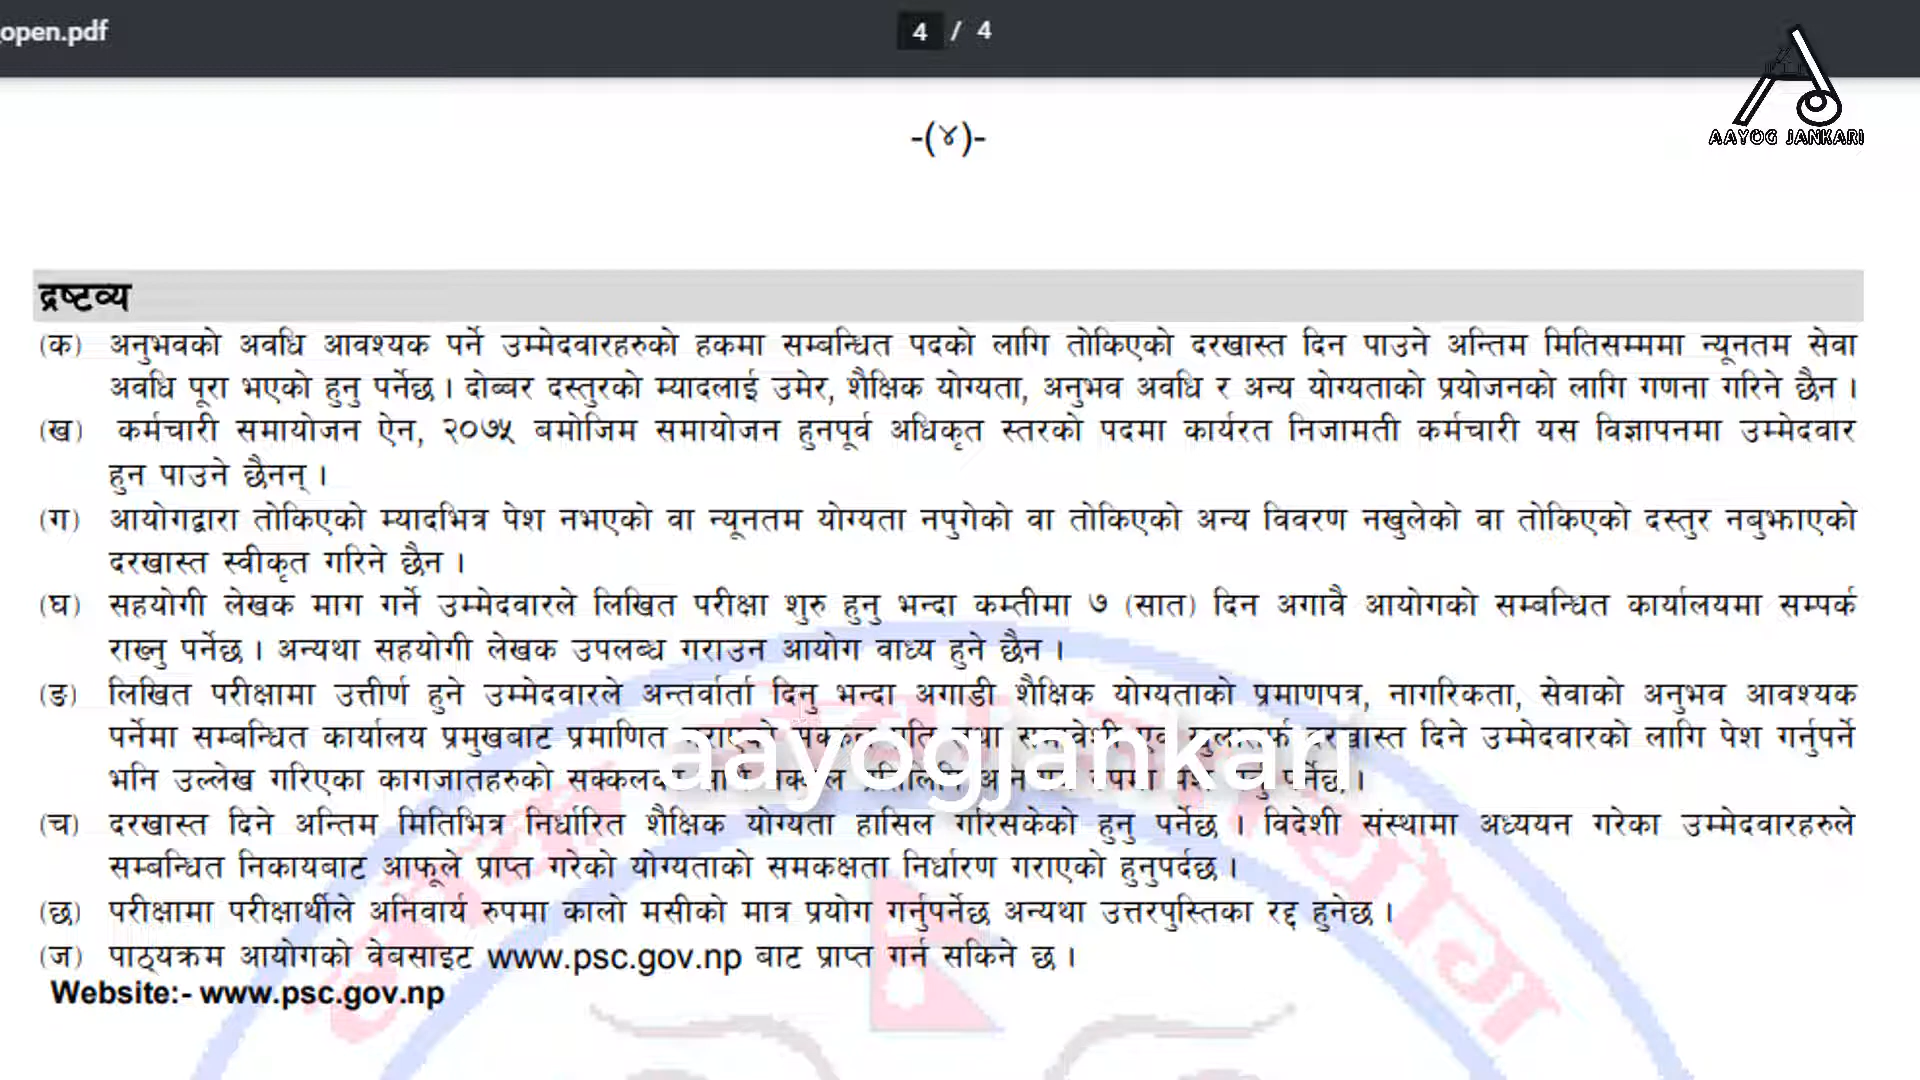 open.pdf
4 / 4
AAYOG JANKARI
-(४)-
द्रष्टव्य
(क) अनुभवको अवधि आवश्यक पर्ने उम्मेदवारहरुको हकमा सम्बन्धित पदको लागि तोकिएको दरखास्त दिन पाउने अन्तिम मितिसम्ममा न्यूनतम सेवा
अवधि पूरा भएको हुनु पर्नेछ । दोब्बर दस्तुरको म्यादलाई उमेर, शैक्षिक योग्यता, अनुभव अवधि र अन्य योग्यताको प्रयोजनको लागि गणना गरिने छैन ।
(ख) कर्मचारी समायोजन ऐन, २०७५ बमोजिम समायोजन हुनपूर्व अधिकृत स्तरको पदमा कार्यरत निजामती कर्मचारी यस विज्ञापनमा उम्मेदवार
हुन पाउने छैनन् ।
(ग) आयोगद्वारा तोकिएको म्यादभित्र पेश नभएको वा न्यूनतम योग्यता नपुगेको वा तोकिएको अन्य विवरण नखुलेको वा तोकिएको दस्तुर नबुझाएको
दरखास्त स्वीकृत गरिने छैन ।
(घ) सहयोगी लेखक माग गर्ने उम्मेदवारले लिखित परीक्षा शुरु हुनु भन्दा कम्तीमा ७ (सात) दिन अगावै आयोगको सम्बन्धित कार्यालयमा सम्पर्क
राख्नु पर्नेछ । अन्यथा सहयोगी लेखक उपलब्ध गराउन आयोग वाध्य हुने छैन ।
(ङ) लिखित परीक्षामा उत्तीर्ण हुने उम्मेदवारले अन्तर्वार्ता दिनु भन्दा अगाडी शैक्षिक योग्यताको प्रमाणपत्र, नागरिकता, सेवाको अनुभव आवश्यक
पर्नेमा सम्बन्धित कार्यालय प्रमुखबाट प्रमाणित दरखास्त दिने उम्मेदवारको लागि पेश गर्नुपर्ने
भनि उल्लेख गरिएका कागजातहरुको पर्नेछ ।
aayogjankari
(च) दरखास्त दिने अन्तिम मितिभित्र निर्धारित शैक्षिक योग्यता हासिल गरिसकेको हुनु पर्नेछ । विदेशी संस्थामा अध्ययन गरेका उम्मेदवारहरुले
सम्बन्धित निकायबाट आफूले प्राप्त गरेको योग्यताको समकक्षता निर्धारण गराएको हुनुपर्दछ ।
(छ) परीक्षामा परीक्षार्थीले अनिवार्य रुपमा कालो मसीको मात्र प्रयोग गर्नुपर्नेछ अन्यथा उत्तरपुस्तिका रद्द हुनेछ ।
(ज) पाठ्यक्रम आयोगको वेबसाइट www.psc.gov.np बाट प्राप्त गर्न सकिने छ ।
Website:- www.psc.gov.np